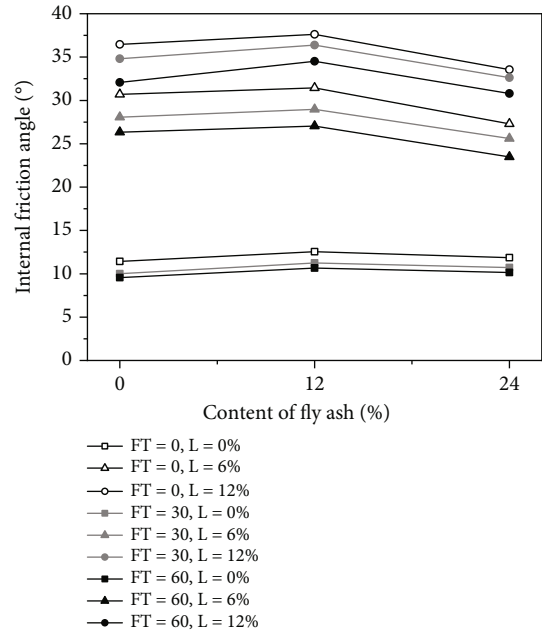 40
35
30
25
20
15
10
5
0
Internal friction angle (°)
0 12 24
Content of fly ash (%)
FT = 0, L = 0%
FT = 0, L = 6%
FT = 0, L = 12%
FT = 30, L = 0%
FT = 30, L = 6%
FT = 30, L = 12%
FT = 60, L = 0%
FT = 60, L = 6%
FT = 60, L = 12%